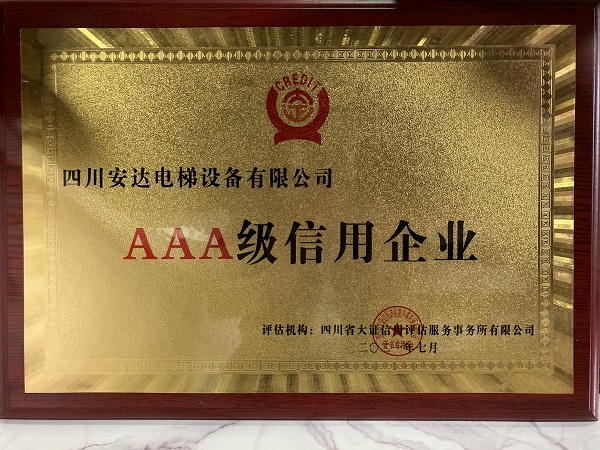 CREDIT
四川安达电梯设备有限公司
AAA级信用企业
评估机构：四川省大证信用评估服务事务所有限公司
二〇 年七月